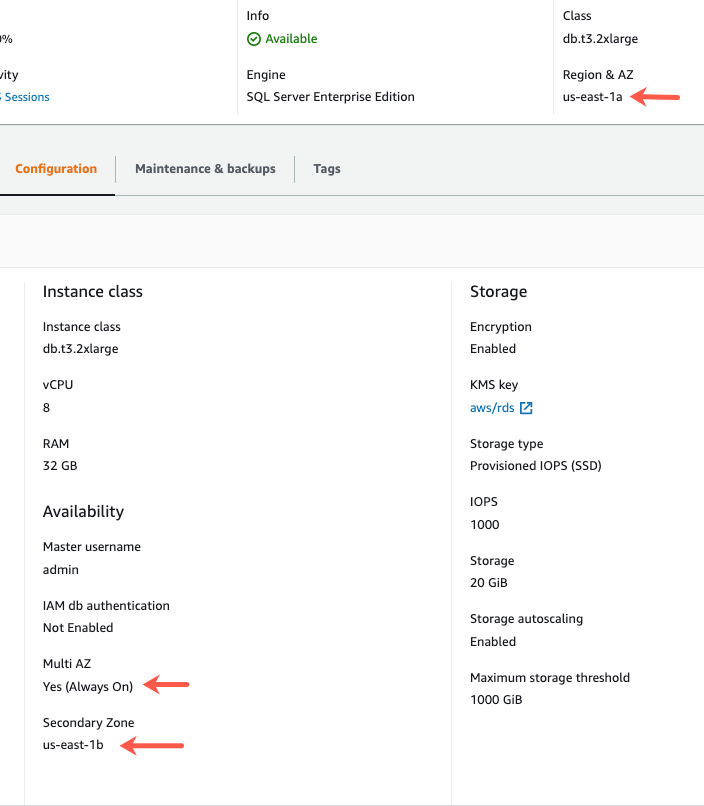 Info
Class
0%
Available
db.t3.2xlarge
Engine
Region & AZ
Sessions
SQL Server Enterprise Edition
us-east-1a
Configuration
Maintenance & backups
Tags
Instance class
Instance class
db.t3.2xlarge
vCPU
8
RAM
32 GB
Availability
Master username
admin
IAM db authentication
Not Enabled
Multi AZ
Yes (Always On)
Secondary Zone
us-east-1b
Storage
Encryption
Enabled
KMS key
aws/rds
Storage type
Provisioned IOPS (SSD)
IOPS
1000
Storage
20 GiB
Storage autoscaling
Enabled
Maximum storage threshold
1000 GiB